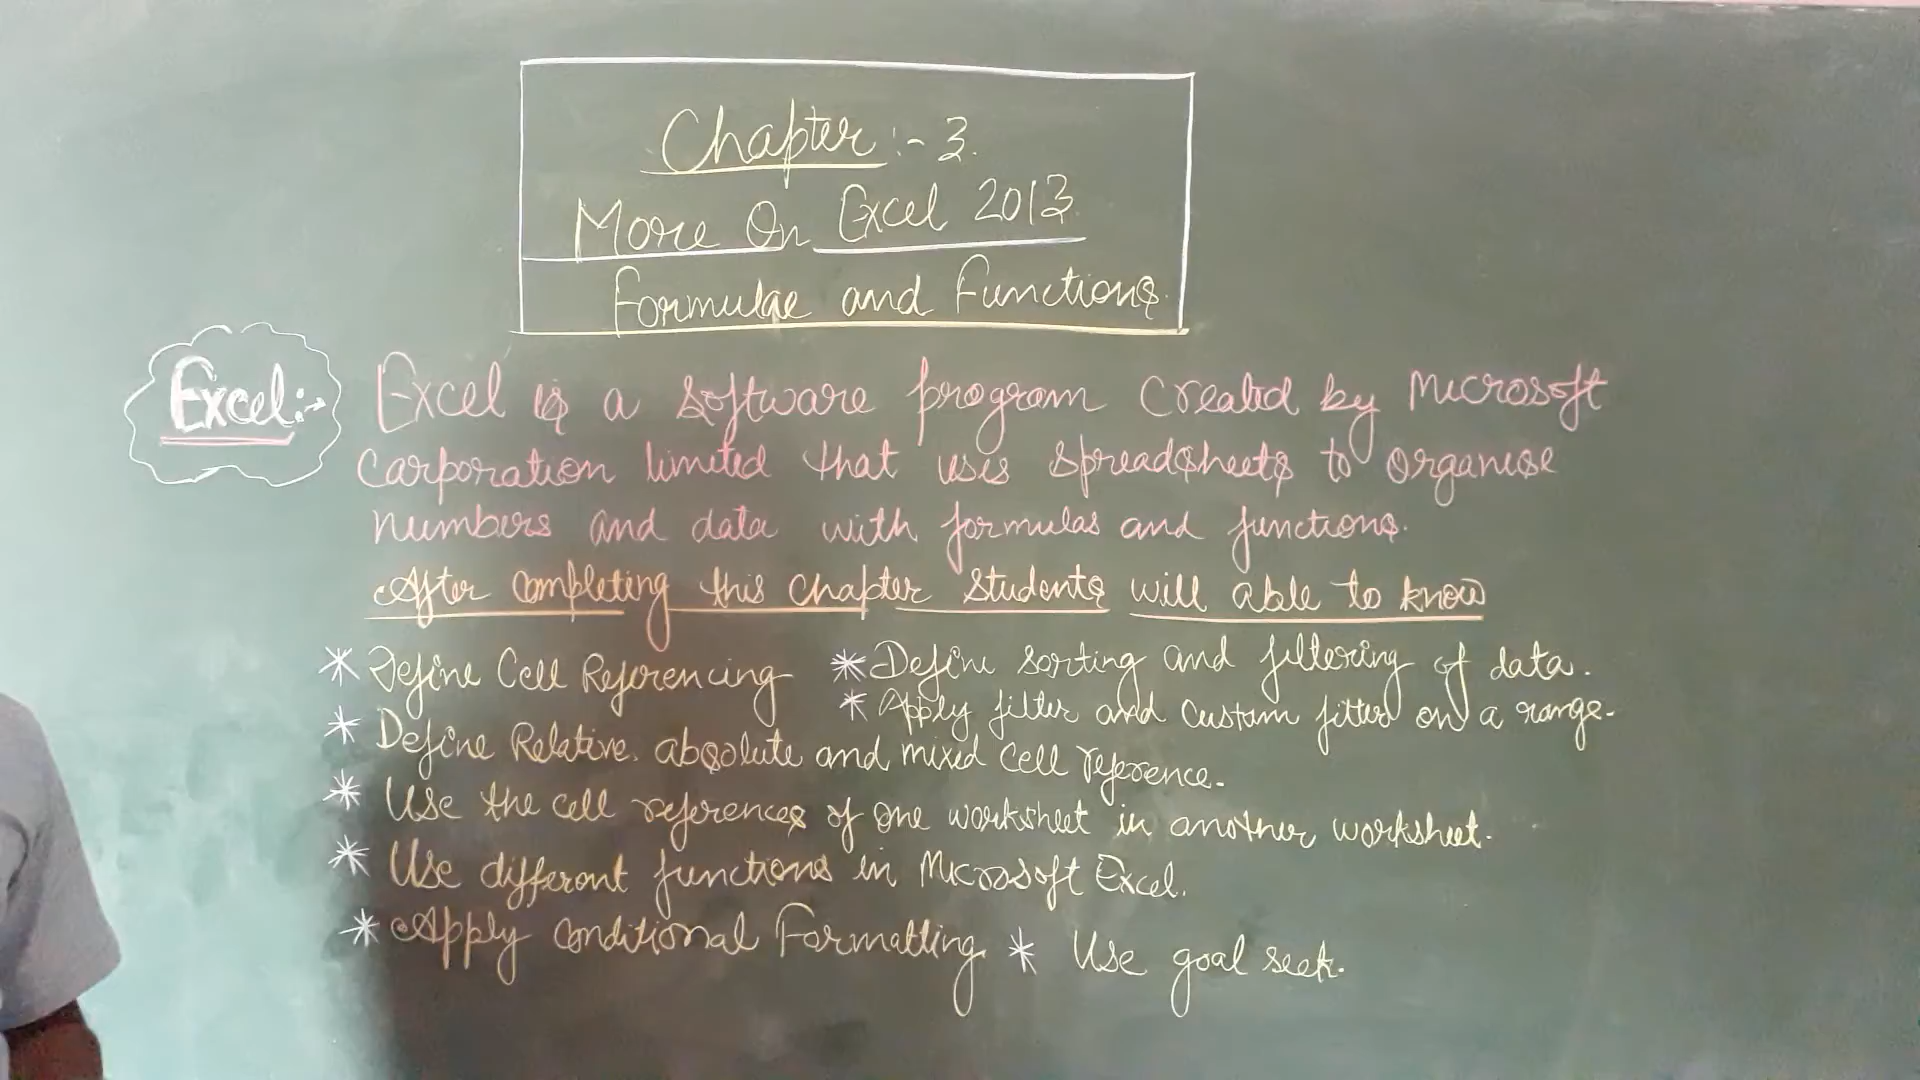 Chapter :- 3.
More On Excel 2013
Formulae and Functions.
Excel:→ Excel is a software program created by Microsoft
Carporation limited that uses spreadsheets to organise
numbers and data with formulas and functions.
After Completing this chapter students will able to know
* Define Cell Referencing * Define sorting and filtering of data.
* Apply filter and custom filter on a range.
* Define Relative, absolute and mixed cell reference.
* Use the cell references of one worksheet in another worksheet.
* Use different functions in Microsoft Excel.
* Apply conditional Formatting. * Use goal seek.